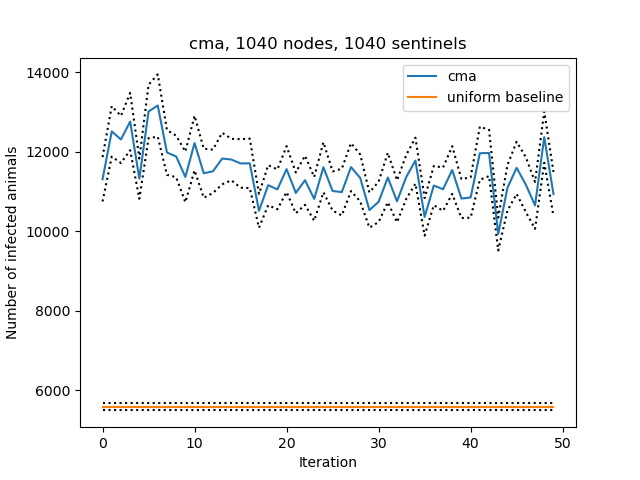 cma, 1040 nodes, 1040 sentinels
cma
uniform baseline
Number of infected animals
14000
12000
10000
8000
6000
0 10 20 30 40 50
Iteration